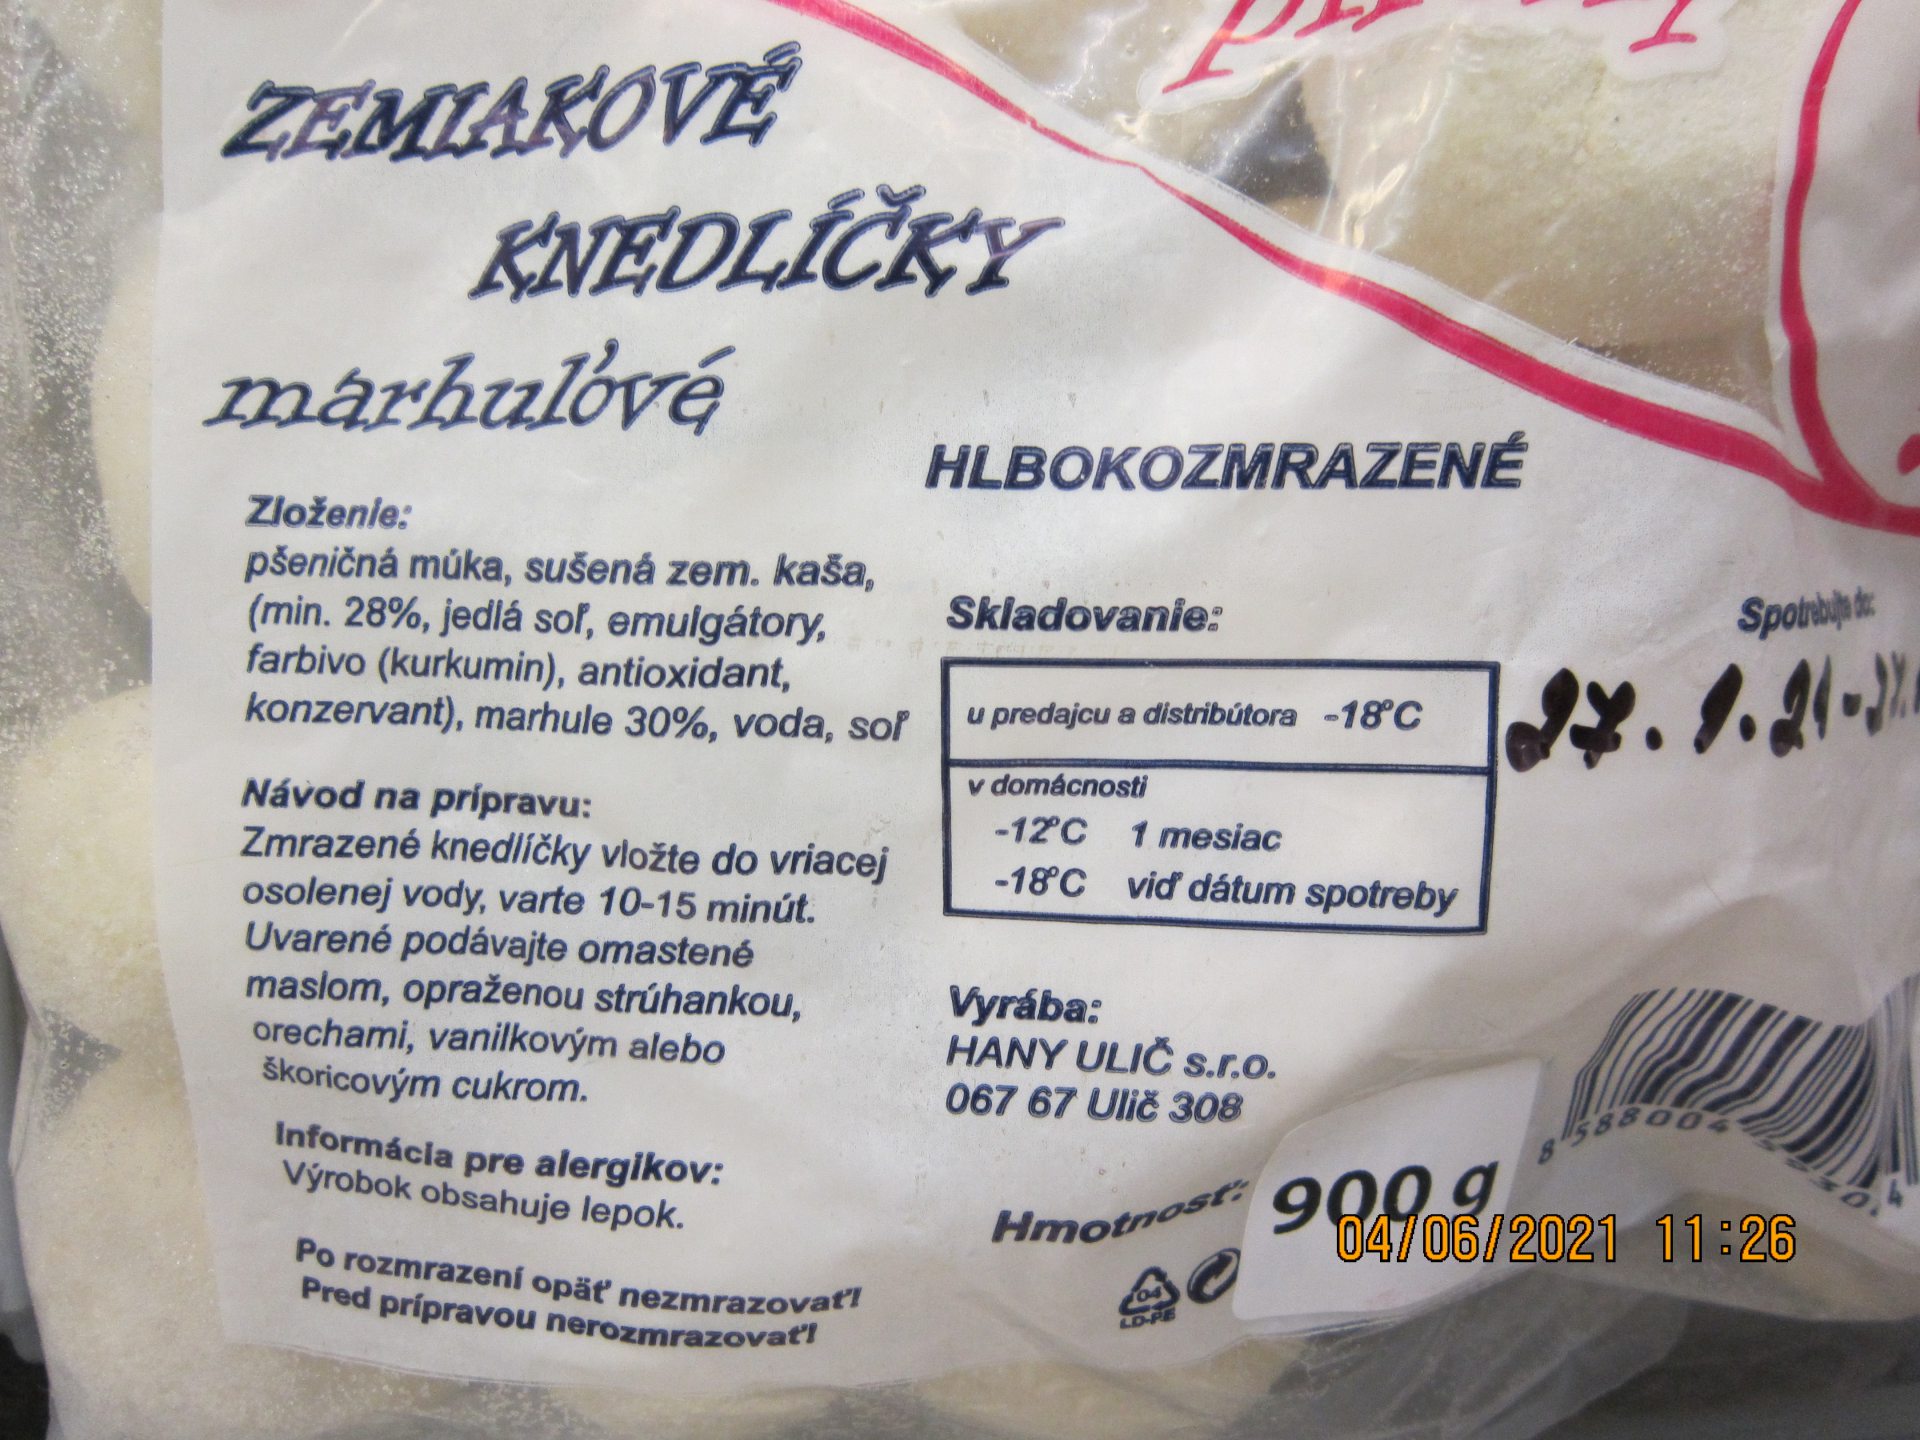 ZEMIAKOVÉ
KNEDLÍČKY
marhuľové
HLBOKOZMRAZENÉ
Zloženie:
pšeničná múka, sušená zem. kaša,
(min. 28%, jedlá soľ, emulgátory,
farbivo (kurkumin), antioxidant,
konzervant), marhule 30%, voda, soľ
Návod na prípravu:
Zmrazené knedlíčky vložte do vriacej
osolenej vody, varte 10-15 minút.
Uvarené podávajte omastené
maslom, opraženou strúhankou,
orechami, vanilkovým alebo
škoricovým cukrom.
Informácia pre alergikov:
Výrobok obsahuje lepok.
Po rozmrazení opäť nezmrazovať!
Pred prípravou nerozmrazovať!
Skladovanie:
u predajcu a distribútora -18°C
v domácnosti
-12°C 1 mesiac
-18°C viď dátum spotreby
Spotrebujte do:
27.1.21-
Vyrába:
HANY ULIČ s.r.o.
067 67 Ulič 308
Hmotnosť: 900 g
04
LD-PE
04/06/2021 11:26